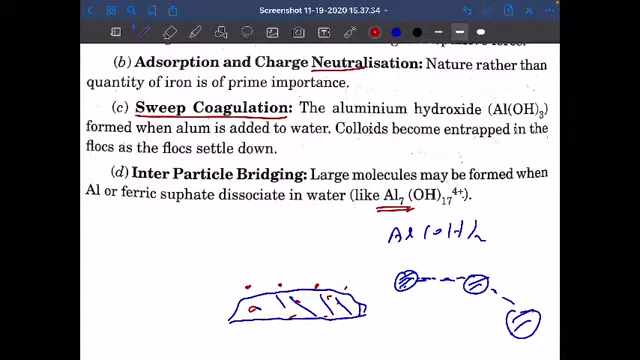 Screenshot 11-19-2020 15.37.34
(b) Adsorption and Charge Neutralisation: Nature rather than
quantity of iron is of prime importance.
(c) Sweep Coagulation: The aluminium hydroxide (Al(OH)3)
formed when alum is added to water. Colloids become entrapped in the
flocs as the flocs settle down.
(d) Inter Particle Bridging: Large molecules may be formed when
Al or ferric suphate dissociate in water (like Al7 (OH)17 4+).